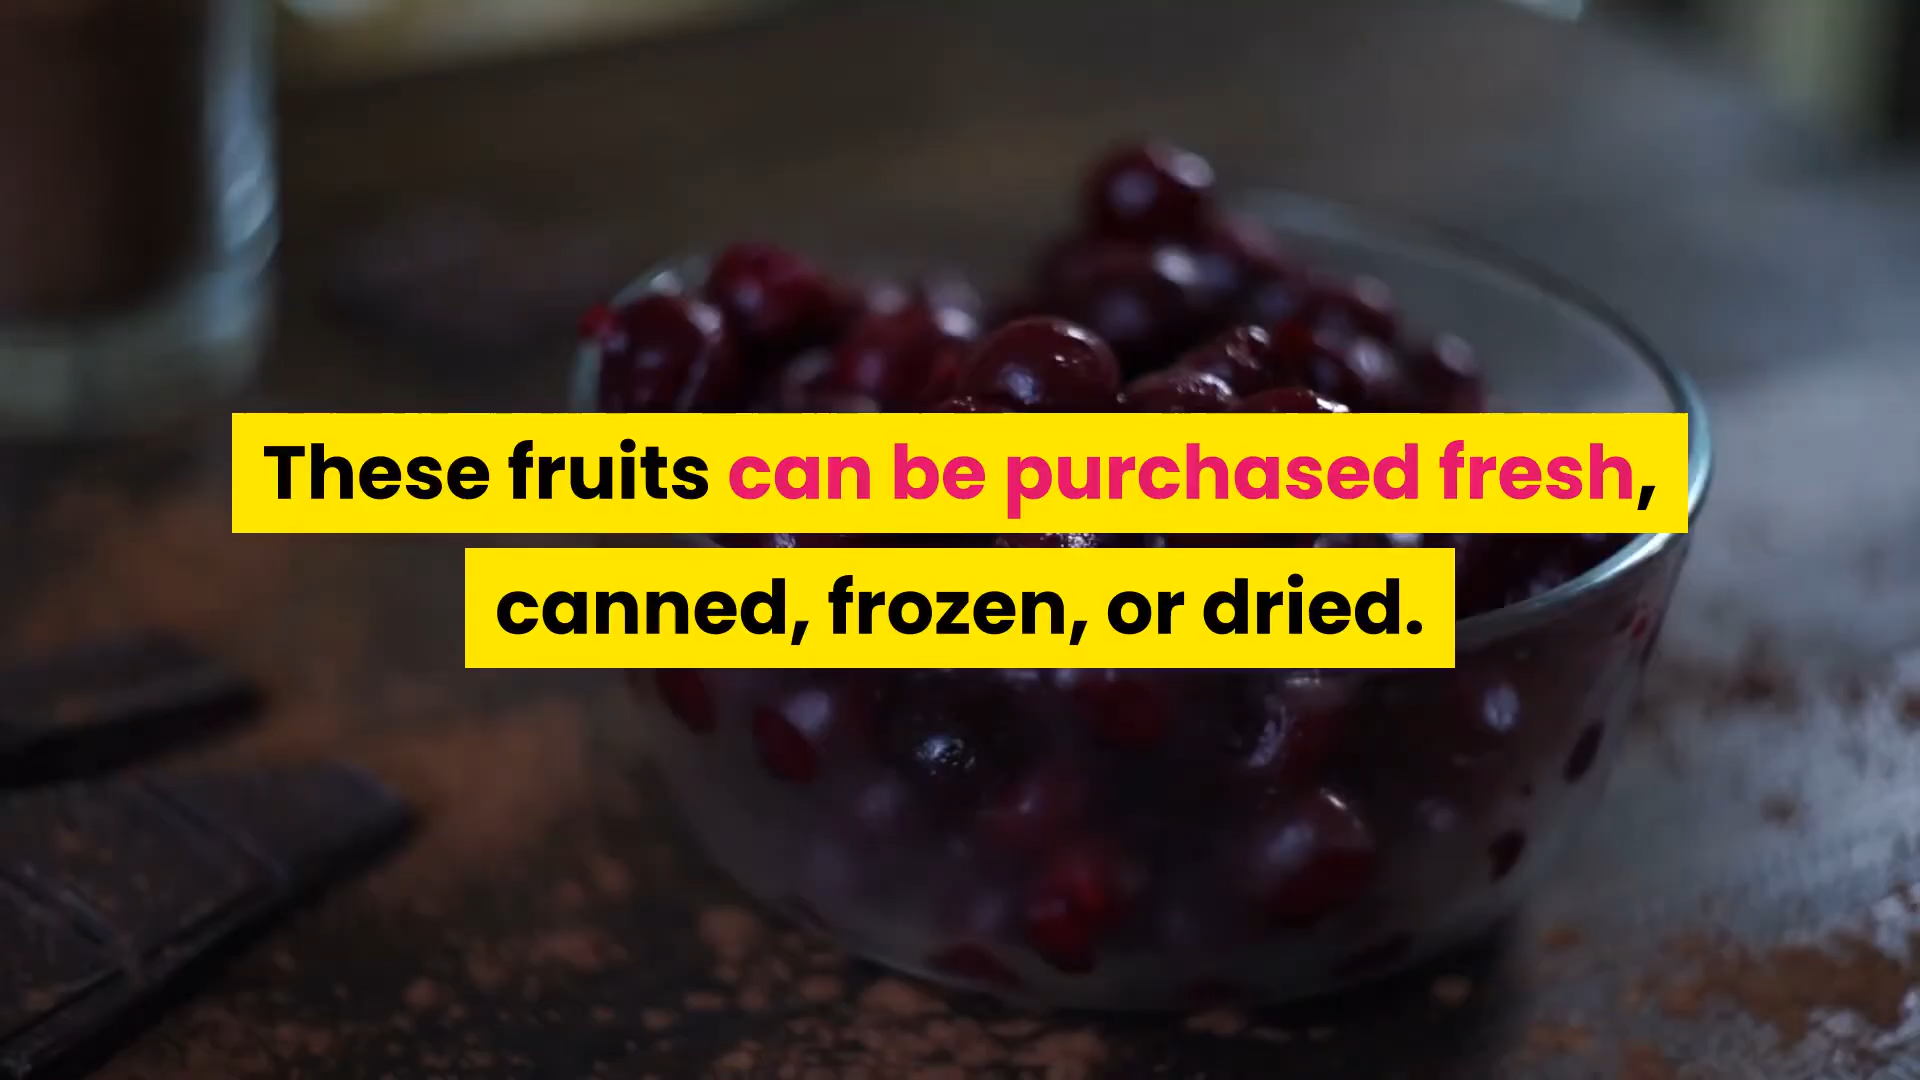 These fruits can be purchased fresh,
canned, frozen, or dried.